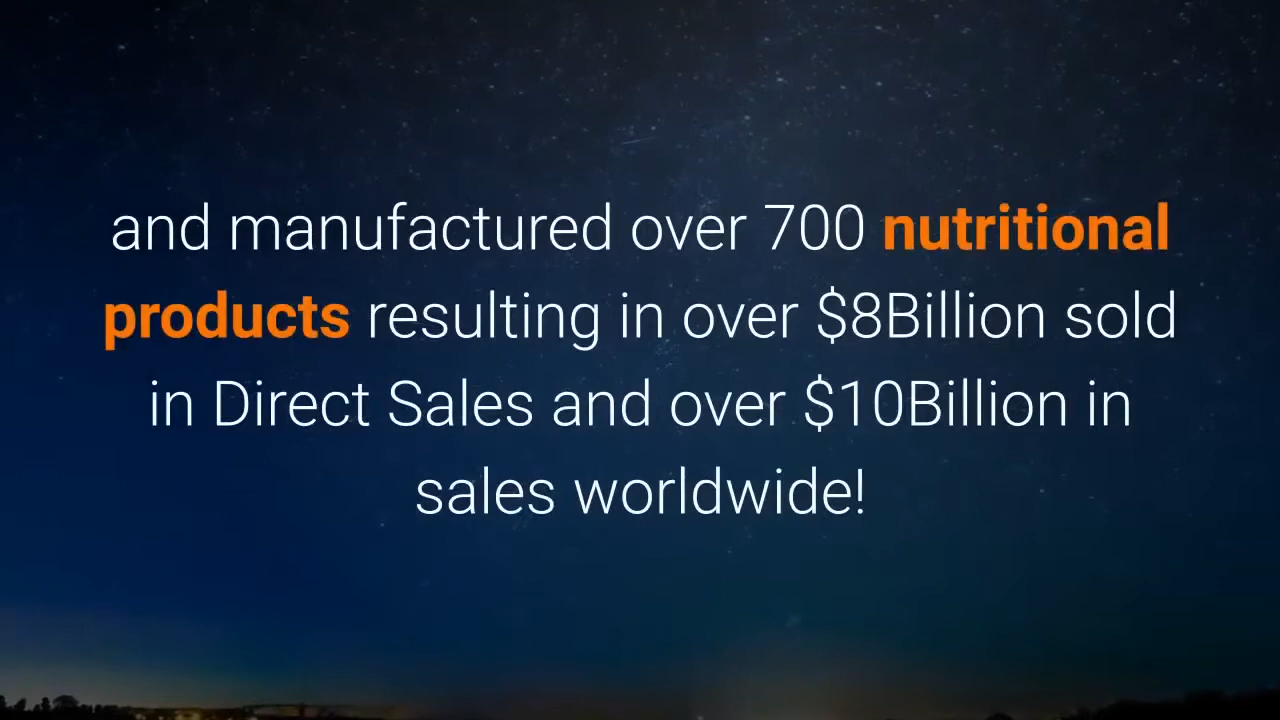 and manufactured over 700 nutritional
products resulting in over $8Billion sold
in Direct Sales and over $10Billion in
sales worldwide!